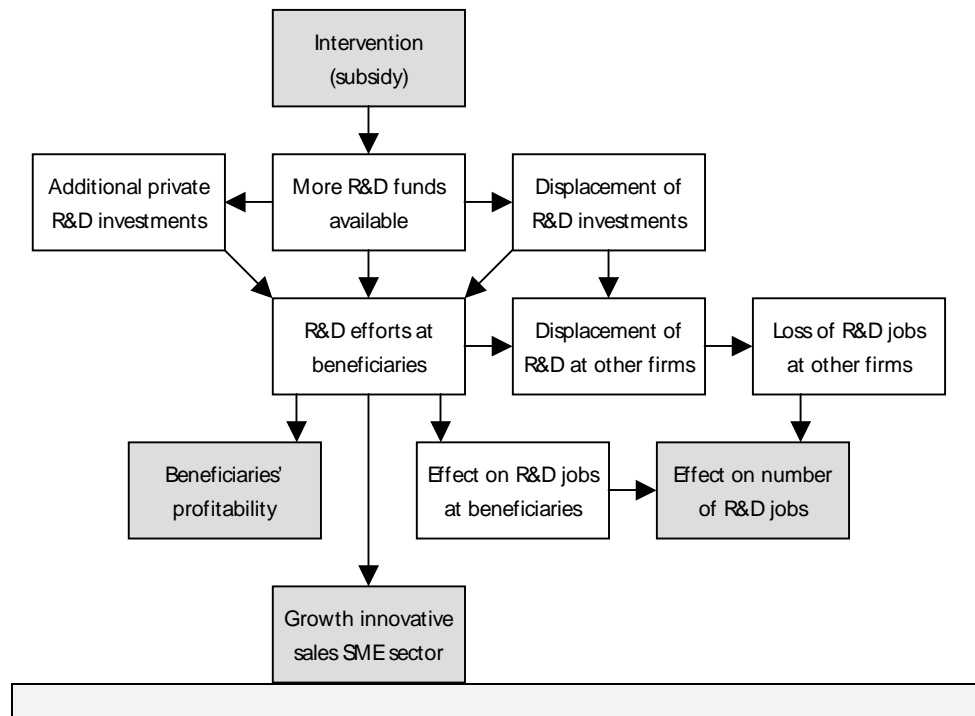 Intervention
(subsidy)
Additional private
R&D investments
More R&D funds
available
Displacement of
R&D investments
R&D efforts at
beneficiaries
Displacement of
R&D at other firms
Loss of R&D jobs
at other firms
Beneficiaries’
profitability
Effect on R&D jobs
at beneficiaries
Effect on number
of R&D jobs
Growth innovative
sales SME sector